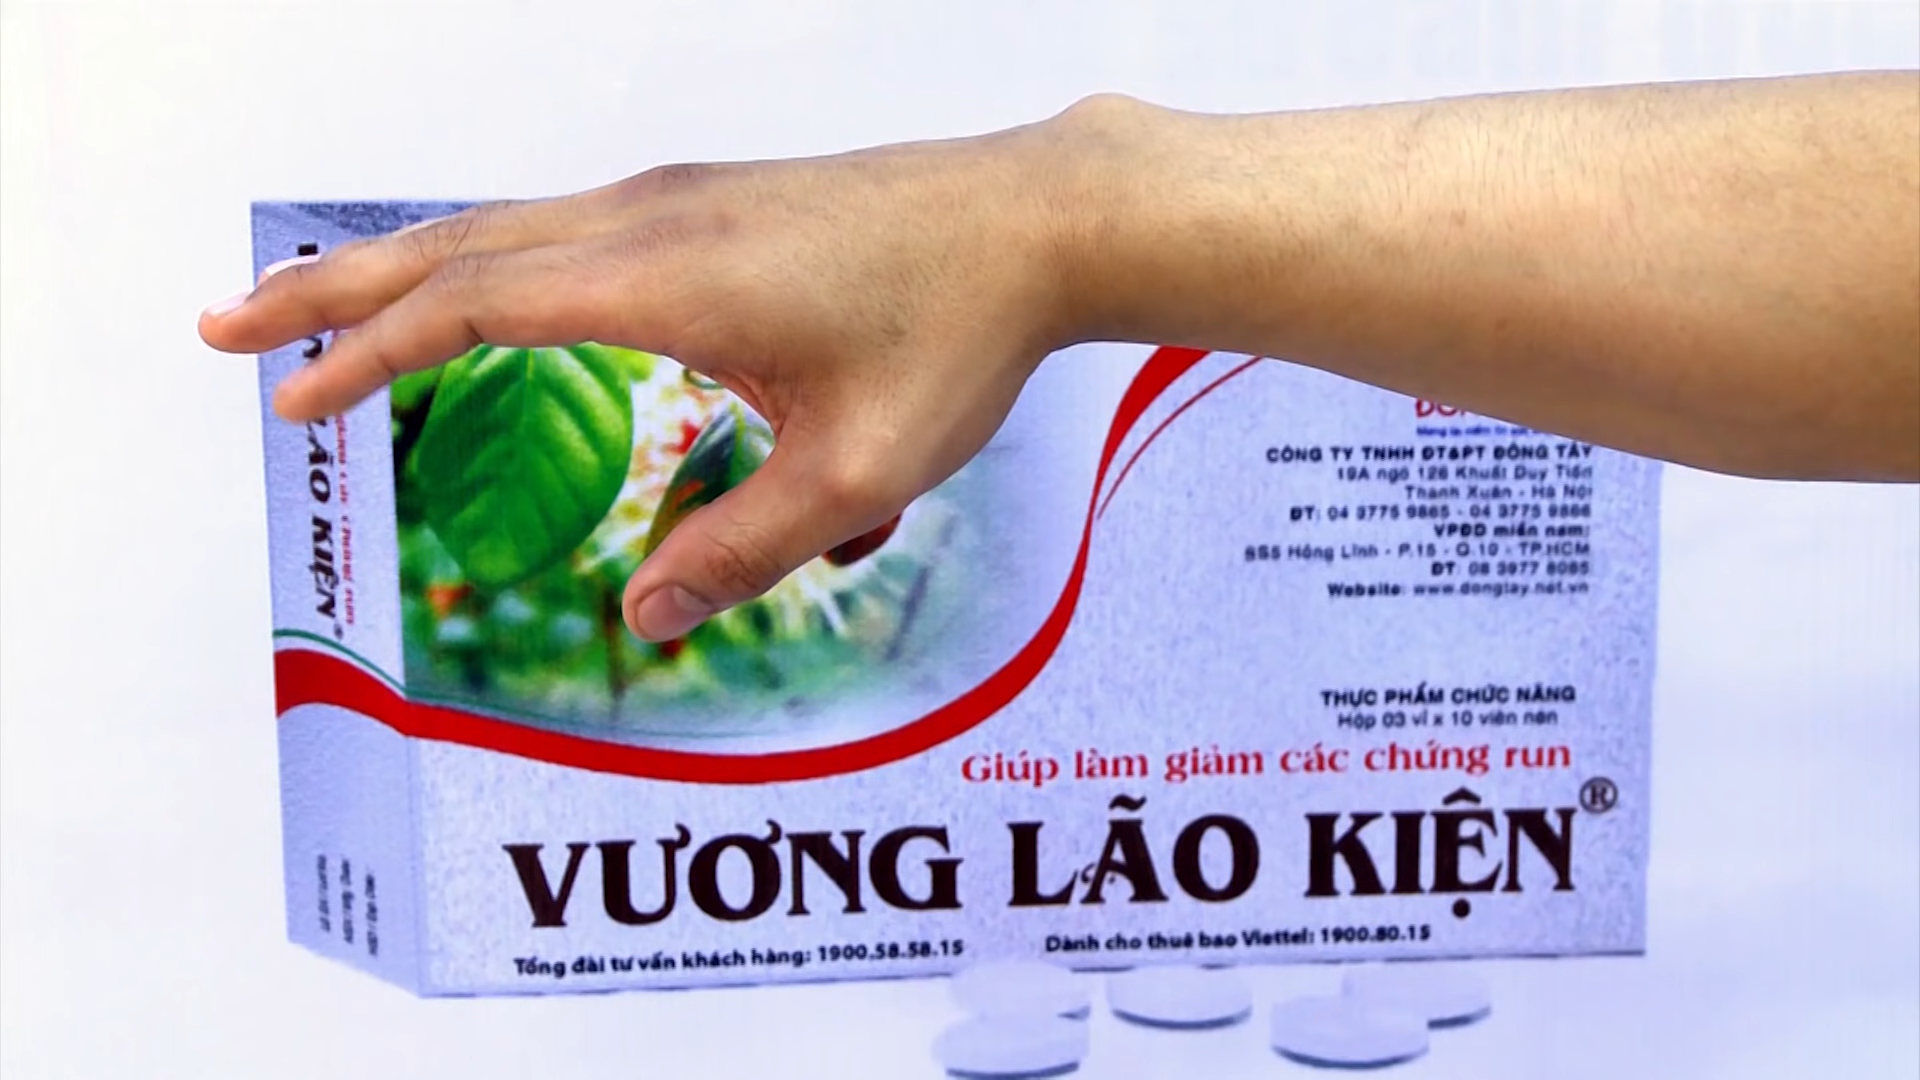 LÃO KIỆN®
CÔNG TY TNHH ĐT&PT ĐÔNG TÂY
19A ngõ 126 Khuất Duy Tiến
Thanh Xuân - Hà Nội
ĐT: 04 3775 9865 - 04 3775 9866
VPĐD miền nam:
Hồng Lĩnh - P.15 - Q.10 - TP.HCM
ĐT: 08 3977 8085
Website: www.dongtay.net.vn
THỰC PHẨM CHỨC NĂNG
Hộp 03 vỉ x 10 viên nén
Giúp làm giảm các chứng run
VƯƠNG LÃO KIỆN®
Tổng đài tư vấn khách hàng: 1900.58.58.15
Dành cho thuê bao Viettel: 1900.80.15